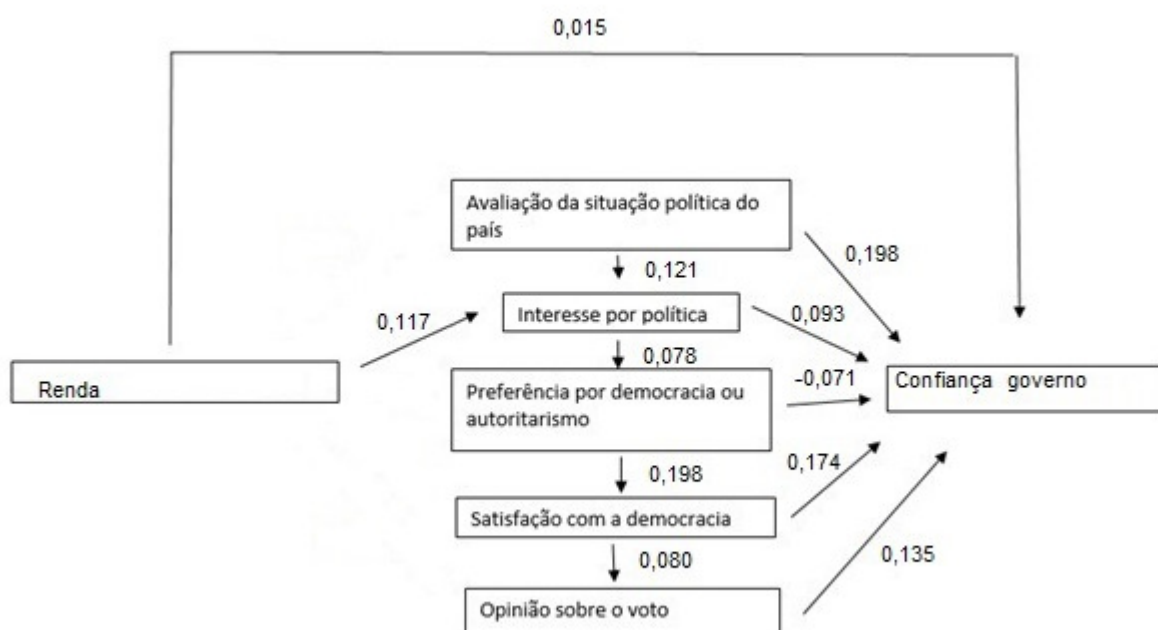 0,015
Avaliação da situação política do
país
0,198
0,121
Interesse por política
0,093
0,117
0,078
Renda
Preferência por democracia ou
autoritarismo
-0,071
Confiança governo
0,198
0,174
Satisfação com a democracia
0,080
0,135
Opinião sobre o voto